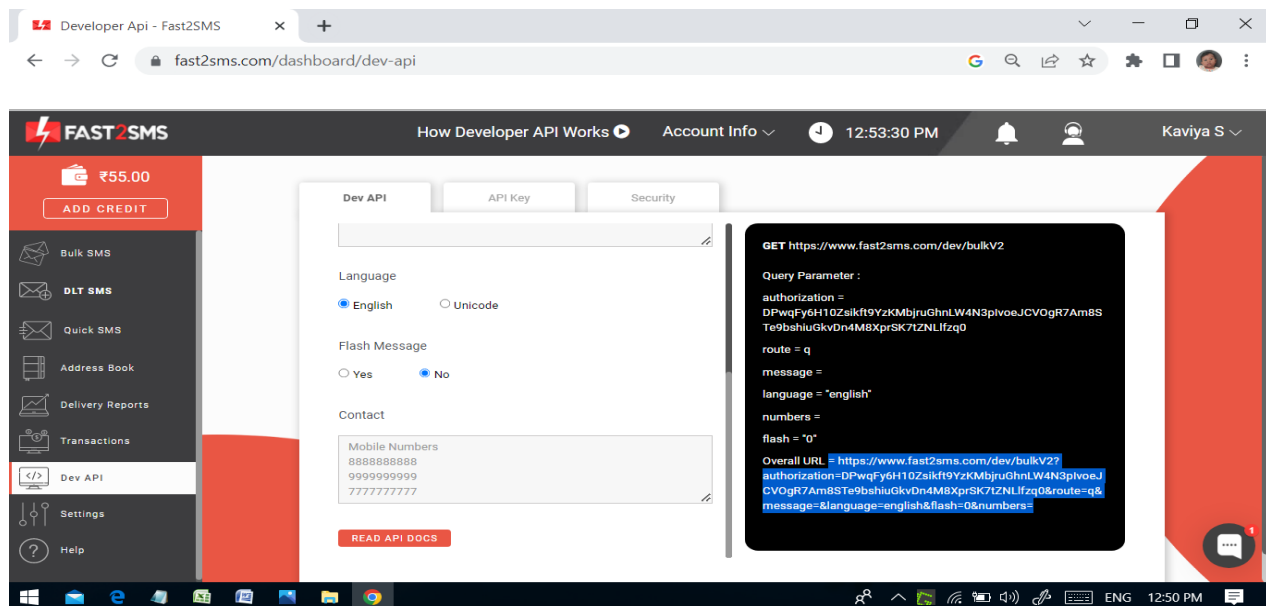 Developer Api - Fast2SMS
fast2sms.com/dashboard/dev-api
FAST2SMS
How Developer API Works
Account Info
12:53:30 PM
Kaviya S
₹55.00
ADD CREDIT
Bulk SMS
DLT SMS
Quick SMS
Address Book
Delivery Reports
Transactions
Dev API
Settings
Help
Dev API
API Key
Security
Language
English
Unicode
Flash Message
Yes
No
Contact
Mobile Numbers
8888888888
9999999999
7777777777
READ API DOCS
GET https://www.fast2sms.com/dev/bulkV2
Query Parameter :
authorization =
DPwqFy6H10Zsikft9YzKMbjruGhnLW4N3pIvoeJCVOgR7Am8S
Te9bshiuGkvDn4M8XprSK7tZNLlfzq0
route = q
message =
language = "english"
numbers =
flash = "0"
Overall URL = https://www.fast2sms.com/dev/bulkV2?
authorization=DPwqFy6H10Zsikft9YzKMbjruGhnLW4N3pIvoeJ
CVOgR7Am8STe9bshiuGkvDn4M8XprSK7tZNLlfzq0&route=q&
message=&language=english&flash=0&numbers=
1
ENG
12:50 PM